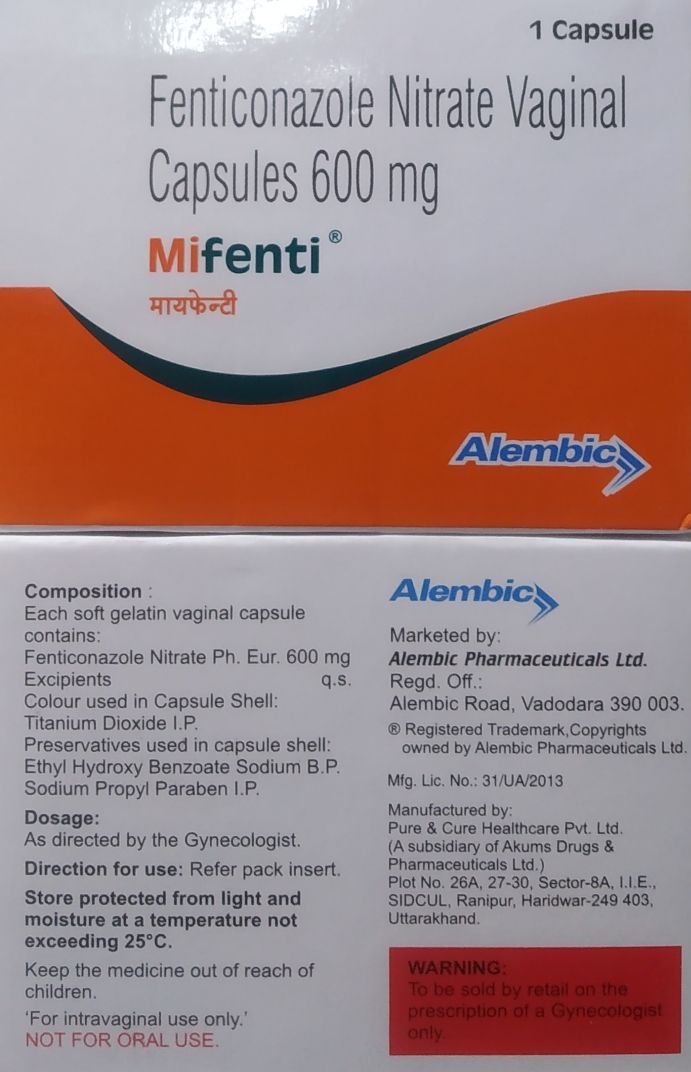 1 Capsule
Fenticonazole Nitrate Vaginal
Capsules 600 mg
Mifenti®
मायफेन्टी
Alembic
Composition :
Each soft gelatin vaginal capsule
contains:
Fenticonazole Nitrate Ph. Eur. 600 mg
Excipients q.s.
Colour used in Capsule Shell:
Titanium Dioxide I.P.
Preservatives used in capsule shell:
Ethyl Hydroxy Benzoate Sodium B.P.
Sodium Propyl Paraben I.P.
Dosage:
As directed by the Gynecologist.
Direction for use: Refer pack insert.
Store protected from light and
moisture at a temperature not
exceeding 25°C.
Keep the medicine out of reach of
children.
'For intravaginal use only.'
NOT FOR ORAL USE.
Alembic
Marketed by:
Alembic Pharmaceuticals Ltd.
Regd. Off.:
Alembic Road, Vadodara 390 003.
® Registered Trademark,Copyrights
owned by Alembic Pharmaceuticals Ltd.
Mfg. Lic. No.: 31/UA/2013
Manufactured by:
Pure & Cure Healthcare Pvt. Ltd.
(A subsidiary of Akums Drugs &
Pharmaceuticals Ltd.)
Plot No. 26A, 27-30, Sector-8A, I.I.E.,
SIDCUL, Ranipur, Haridwar-249 403,
Uttarakhand.
WARNING:
To be sold by retail on the
prescription of a Gynecologist
only.